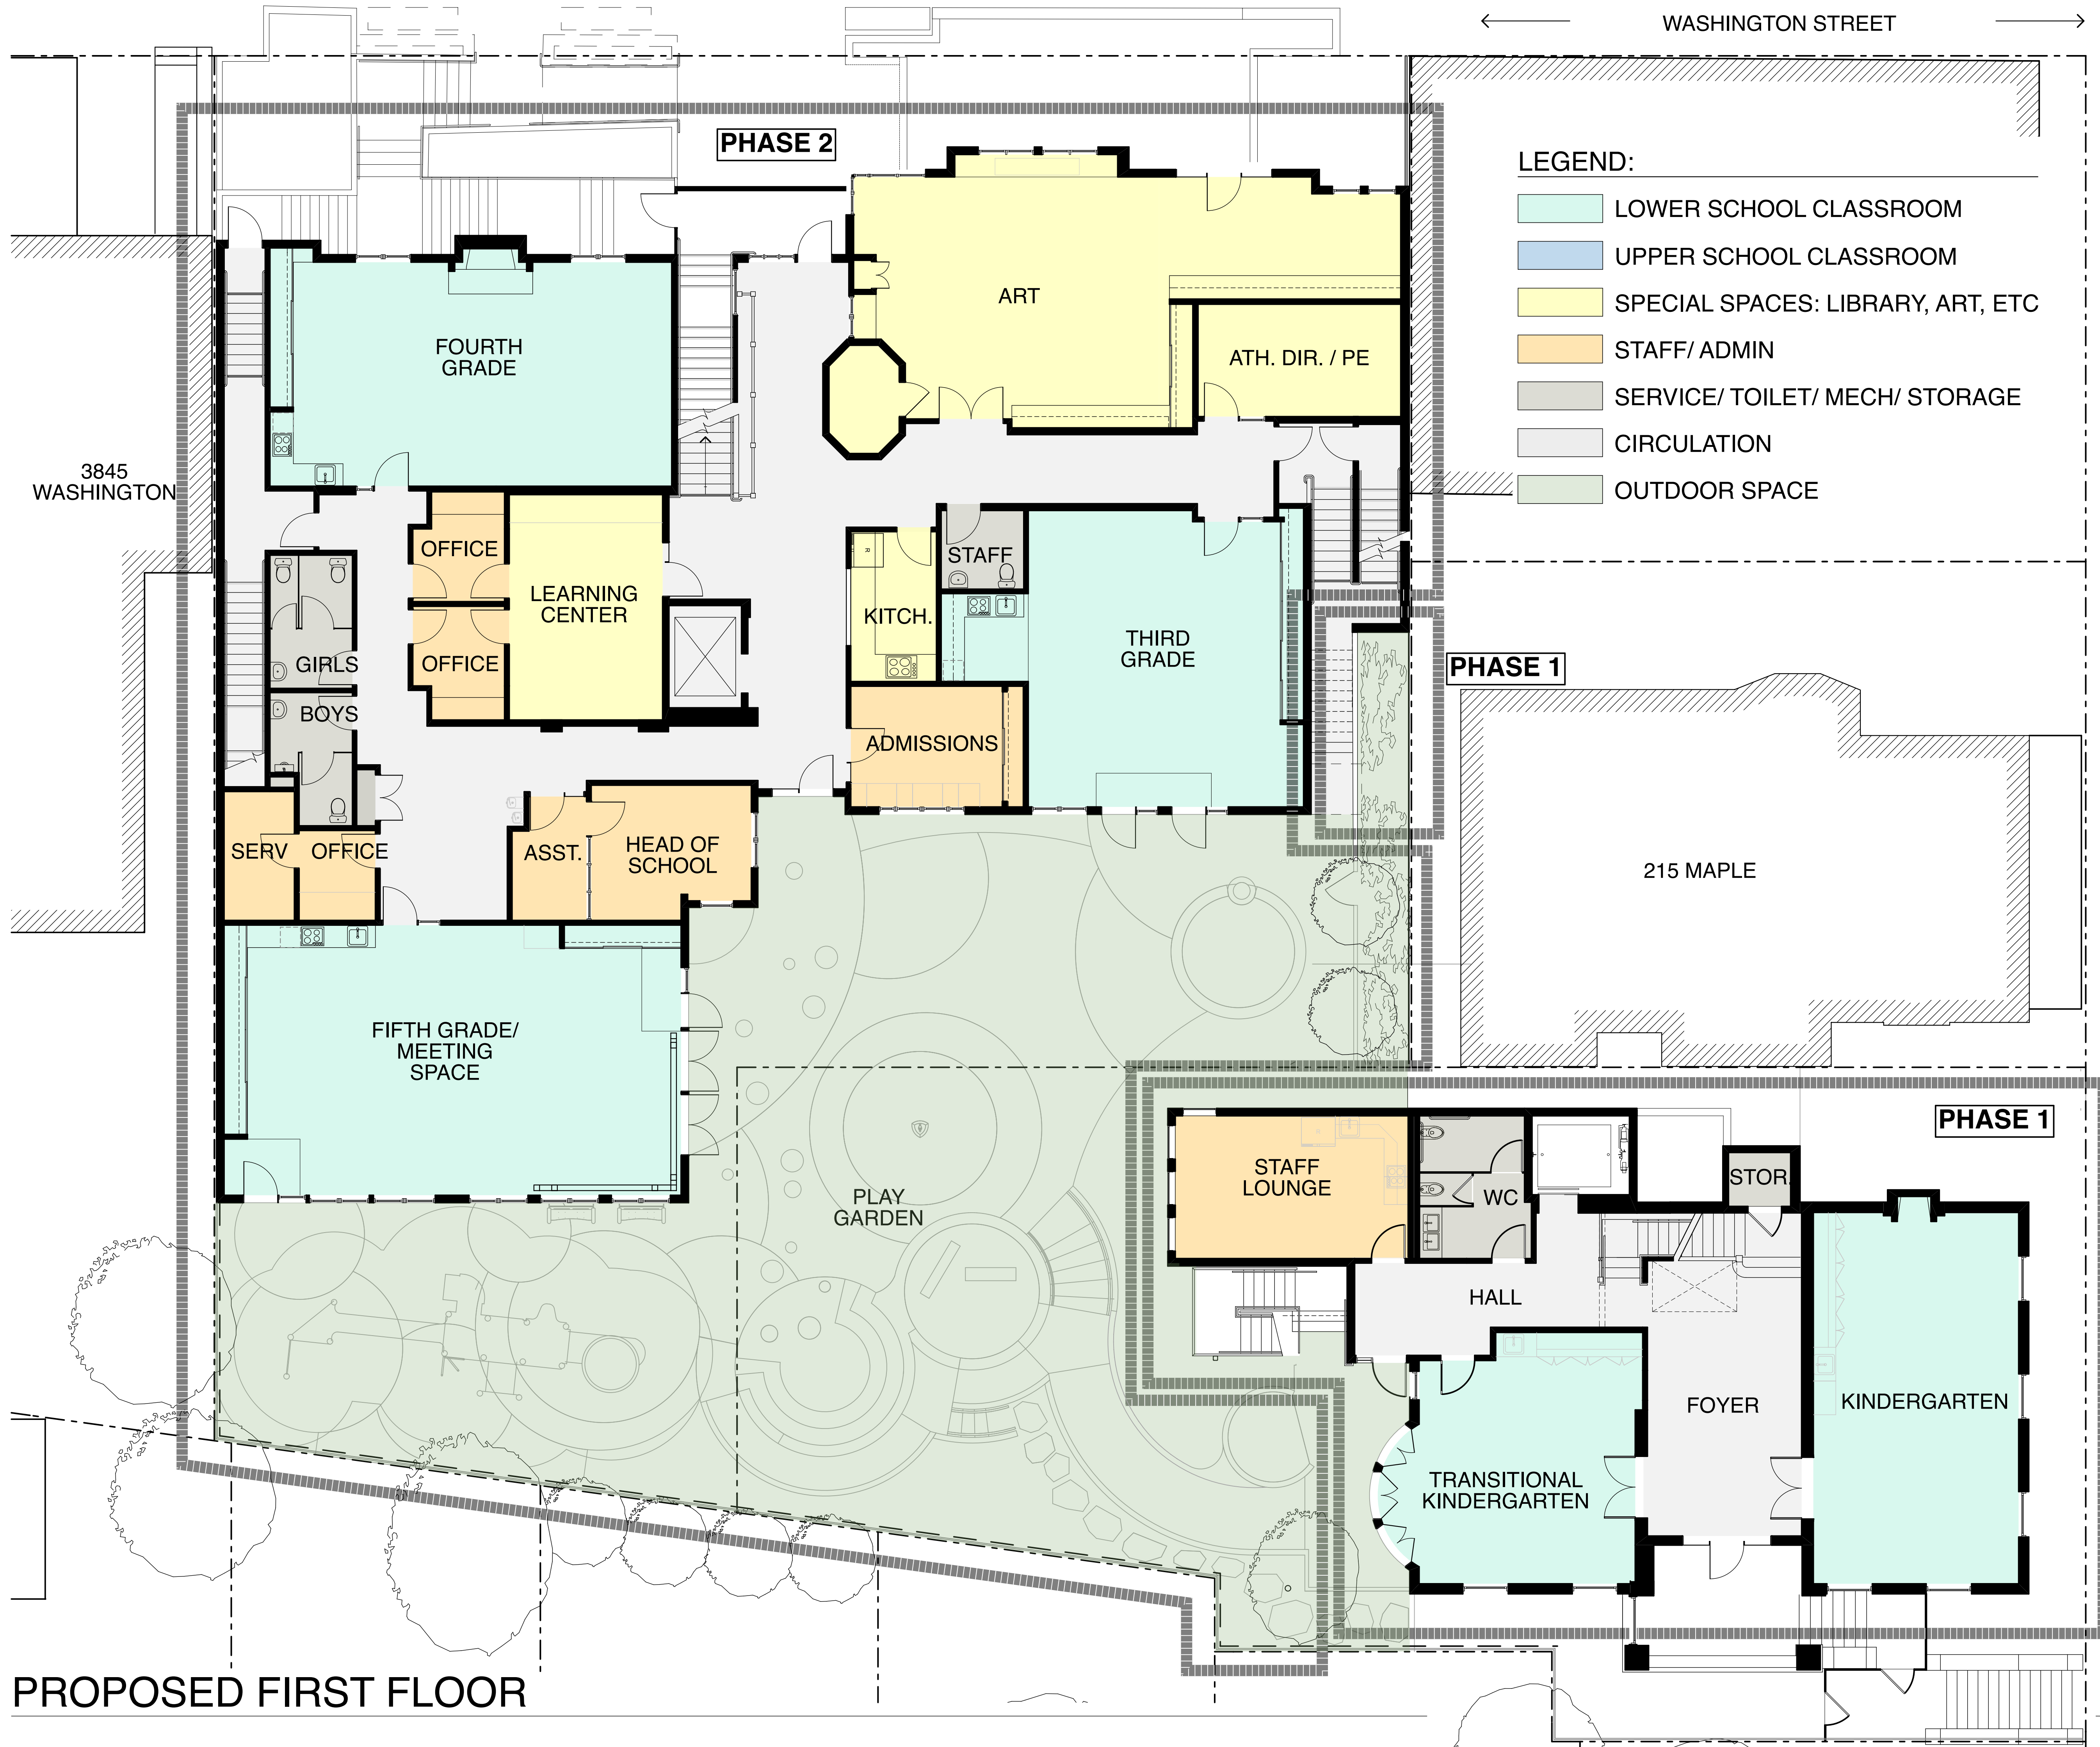 WASHINGTON STREET
PHASE 2
LEGEND:
LOWER SCHOOL CLASSROOM
UPPER SCHOOL CLASSROOM
SPECIAL SPACES: LIBRARY, ART, ETC
STAFF/ ADMIN
SERVICE/ TOILET/ MECH/ STORAGE
CIRCULATION
OUTDOOR SPACE
ART
FOURTH
GRADE
ATH. DIR. / PE
3845
WASHINGTON
OFFICE
STAFF
LEARNING
CENTER
KITCH.
THIRD
GRADE
GIRLS
OFFICE
PHASE 1
BOYS
ADMISSIONS
SERV
OFFICE
ASST.
HEAD OF
SCHOOL
215 MAPLE
FIFTH GRADE/
MEETING
SPACE
PHASE 1
STAFF
LOUNGE
WC
STOR.
PLAY
GARDEN
HALL
FOYER
KINDERGARTEN
TRANSITIONAL
KINDERGARTEN
PROPOSED FIRST FLOOR